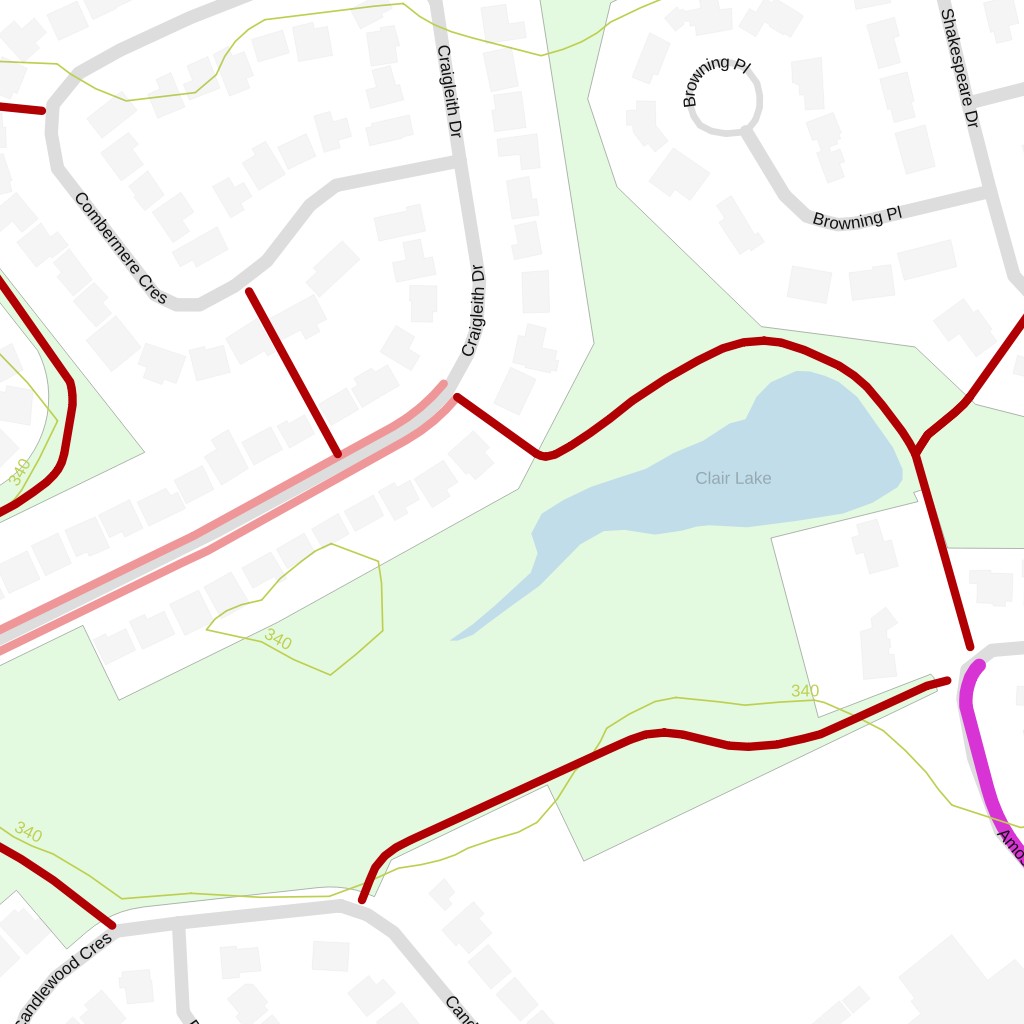 Browning Pl
Shakespeare Dr
Craigleith Dr
Combermere Cres
Browning Pl
Craigleith Dr
340
Clair Lake
340
340
340
Candlewood Cres